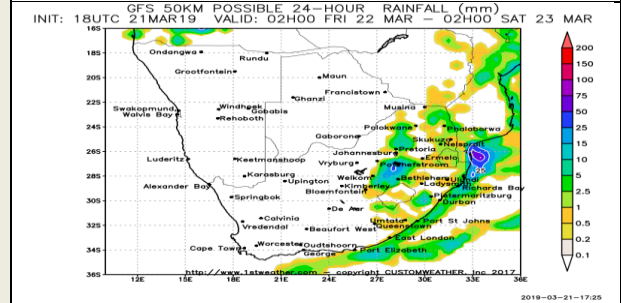 GFS 50KM POSSIBLE 24-HOUR RAINFALL (mm)
INIT: 18UTC 21MAR19 VALID: 02H00 FRI 22 MAR - 02H00 SAT 23 MAR
16S
Ondangwa
Rundu
18S
Grootfontein
Maun
20S
Francistown
Ghanzi
Musina
22S
Swakopmund
Windhoek
Gobabis
Walvis Bay
Rehoboth
Polokwane
Phalaborwa
24S
Gaborone
Skukuza
Nelspruit
Pretoria
Johannesburg
26S
Luderitz
Keetmanshoop
Vryburg
Potchefstroom
Ermelo
Karasburg
Upington
Welkom
Bethlehem
Ulundi
28S
Alexander Bay
Kimberley
Ladysmith
Richards Bay
Bloemfontein
Springbok
Pietermaritzburg
30S
De Aar
Durban
Calvinia
Umtata
Port St Johns
Vredendal
Queenstown
32S
Beaufort West
East London
Worcester
Oudtshoorn
34S
Cape Town
George
Port Elizabeth
http://www.1stweather.com - copyright CUSTOMWEATHER, Inc 2017
36S
12E 15E 18E 21E 24E 27E 30E 33E 36E
200
150
100
75
50
25
15
10
5
2.5
1
0.5
0.2
0.1
2019-03-21-17:25